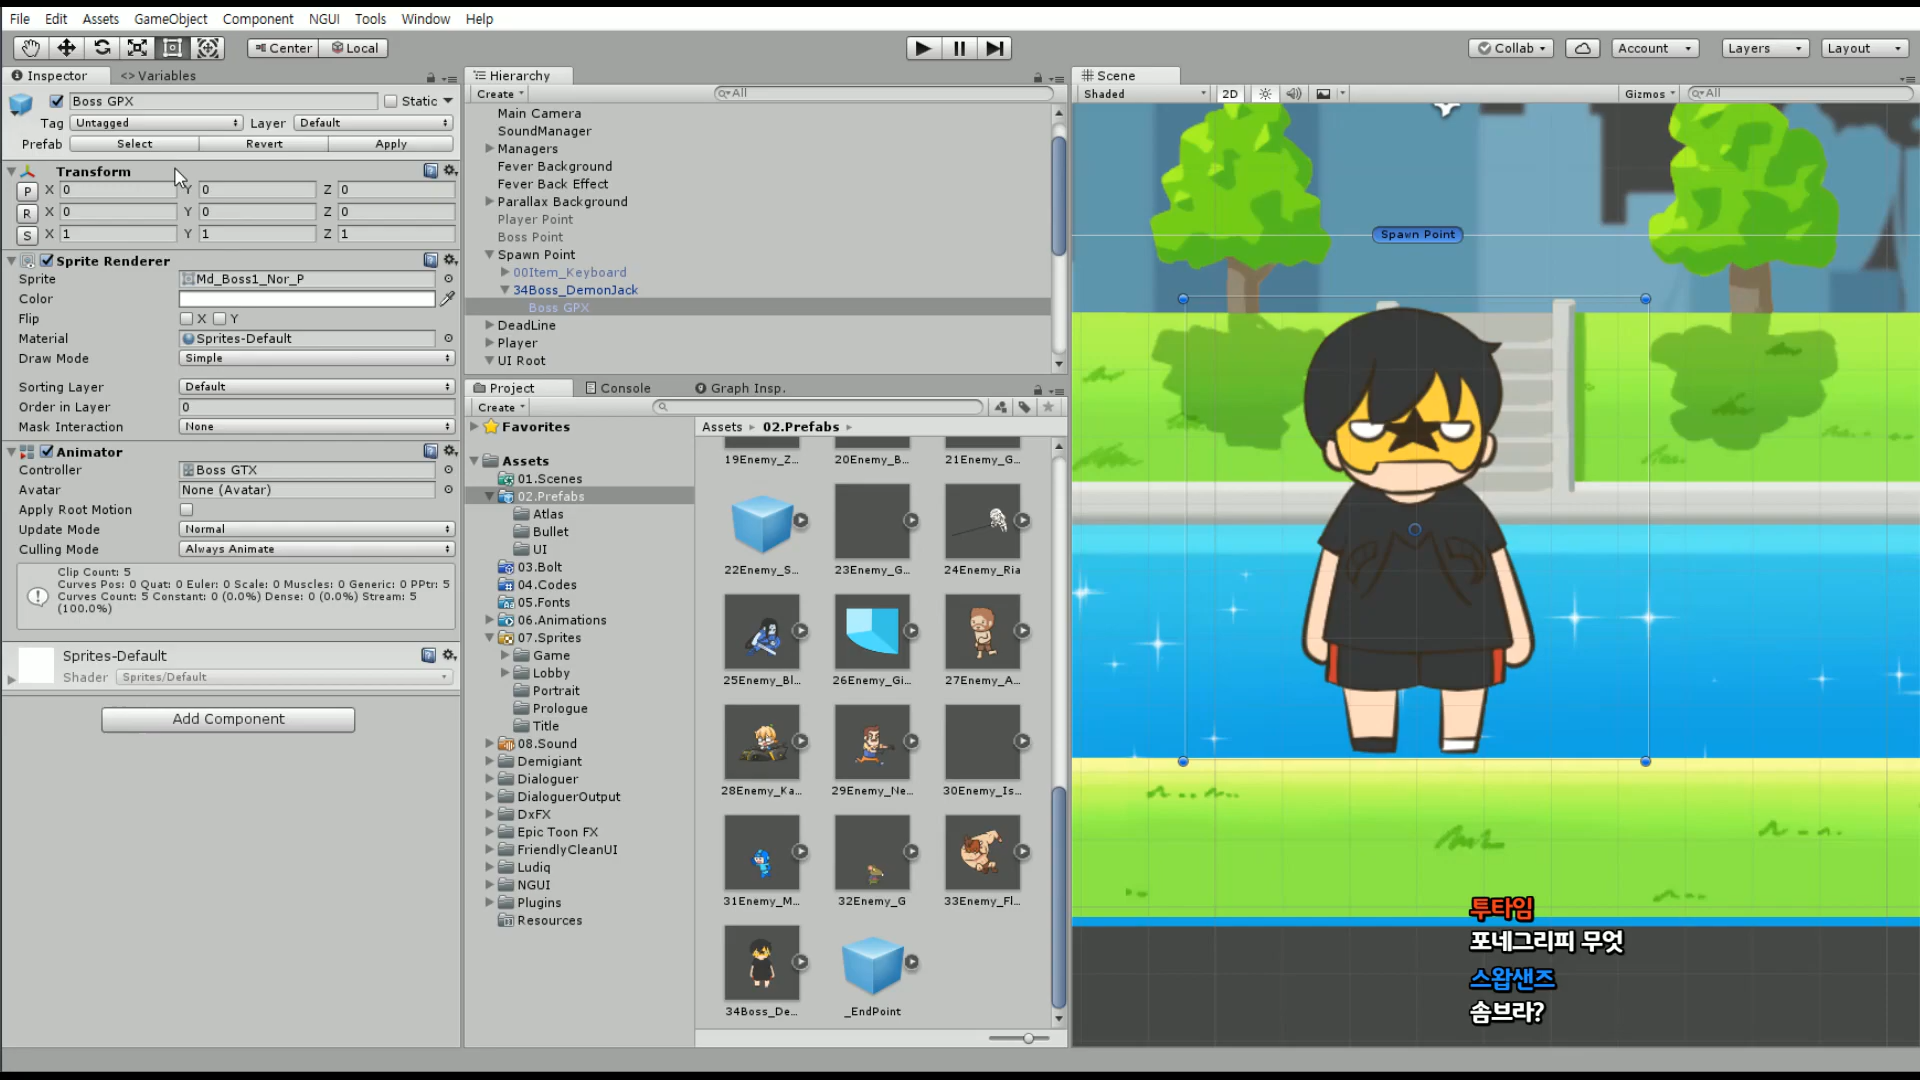 File Edit Assets GameObject Component NGUI Tools Window Help
Center Local Collab Account Layers Layout
Inspector <> Variables
Boss GPX Static
Tag Untagged Layer Default
Prefab Select Revert Apply
Transform
P X 0 Y 0 Z 0
R X 0 Y 0 Z 0
S X 1 Y 1 Z 1
Sprite Renderer
Sprite Md_Boss1_Nor_P
Color
Flip X Y
Material Sprites-Default
Draw Mode Simple
Sorting Layer Default
Order in Layer 0
Mask Interaction None
Animator
Controller Boss GTX
Avatar None (Avatar)
Apply Root Motion
Update Mode Normal
Culling Mode Always Animate
Clip Count: 5
Curves Pos: 0 Quat: 0 Euler: 0 Scale: 0 Muscles: 0 Generic: 0 PPtr: 5
Curves Count: 5 Constant: 0 (0.0%) Dense: 0 (0.0%) Stream: 5
(100.0%)
Sprites-Default
Shader Sprites/Default
Add Component
Hierarchy
Create All
Main Camera
SoundManager
Managers
Fever Background
Fever Back Effect
Parallax Background
Player Point
Boss Point
Spawn Point
00Item_Keyboard
34Boss_DemonJack
Boss GPX
DeadLine
Player
UI Root
Project Console Graph Insp.
Create
Favorites
Assets
01.Scenes
02.Prefabs
Atlas
Bullet
UI
03.Bolt
04.Codes
05.Fonts
06.Animations
07.Sprites
Game
Lobby
Portrait
Prologue
Title
08.Sound
Demigiant
Dialoguer
DialoguerOutput
DxFX
Epic Toon FX
FriendlyCleanUI
Ludiq
NGUI
Plugins
Resources
Assets 02.Prefabs
19Enemy_Z... 20Enemy_B... 21Enemy_G...
22Enemy_S... 23Enemy_G... 24Enemy_Ria
25Enemy_Bl... 26Enemy_Gi... 27Enemy_A...
28Enemy_Ka... 29Enemy_Ne... 30Enemy_Is...
31Enemy_M... 32Enemy_G 33Enemy_Fl...
34Boss_De... _EndPoint
Scene
Shaded 2D Gizmos All
Spawn Point
투타임
포네그리피 무엇
스왑샌즈
솜브라?